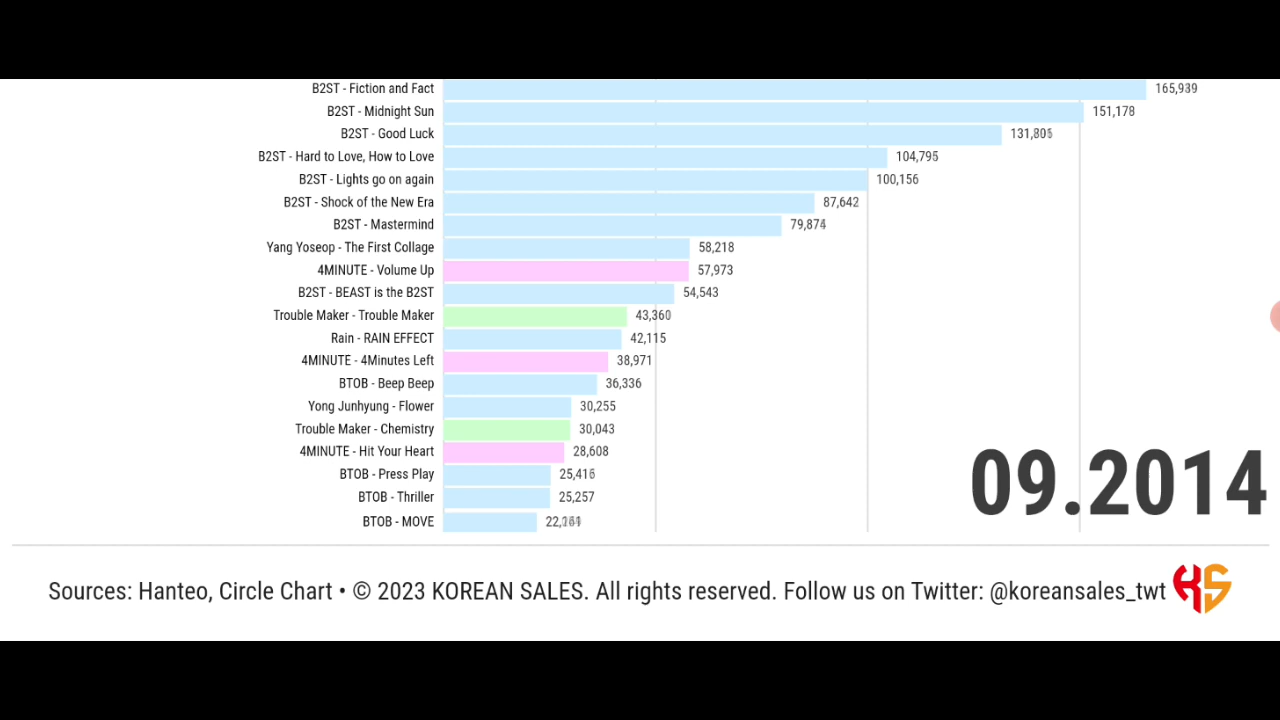 B2ST - Fiction and Fact 165,939
B2ST - Midnight Sun 151,178
B2ST - Good Luck
B2ST - Hard to Love, How to Love 104,795
B2ST - Lights go on again 100,156
B2ST - Shock of the New Era 87,642
B2ST - Mastermind 79,874
Yang Yoseop - The First Collage 58,218
4MINUTE - Volume Up 57,973
B2ST - BEAST is the B2ST 54,543
Trouble Maker - Trouble Maker 43,360
Rain - RAIN EFFECT 42,115
4MINUTE - 4Minutes Left 38,971
BTOB - Beep Beep 36,336
Yong Junhyung - Flower 30,255
Trouble Maker - Chemistry 30,043
4MINUTE - Hit Your Heart 28,608
BTOB - Press Play 25,416
BTOB - Thriller 25,257
BTOB - MOVE
09.2014
Sources: Hanteo, Circle Chart • © 2023 KOREAN SALES. All rights reserved. Follow us on Twitter: @koreansales_twt KS